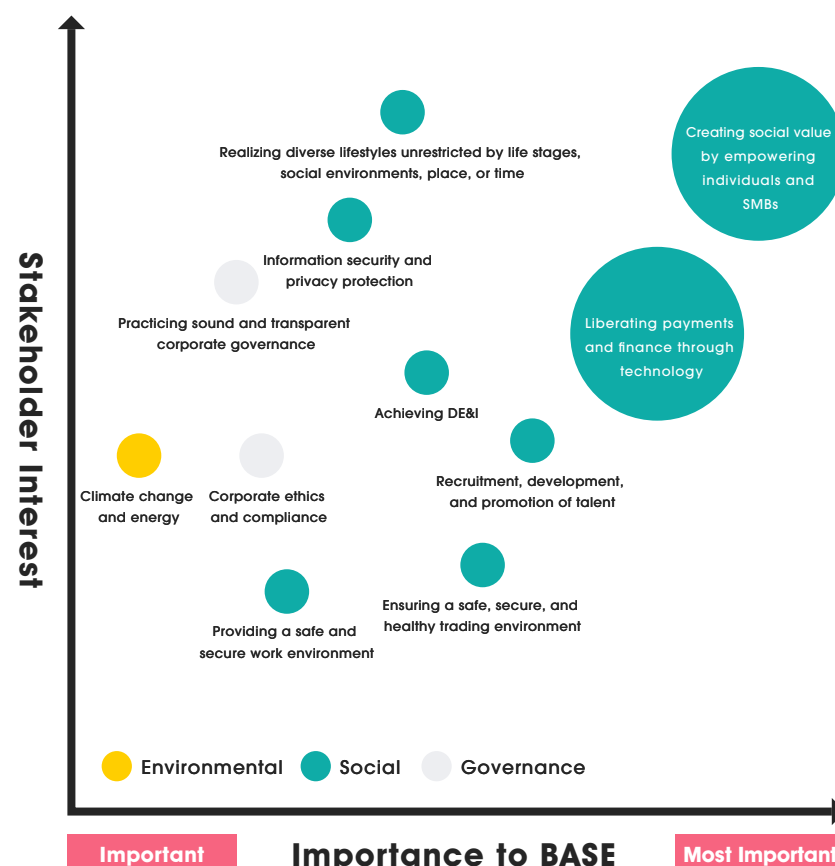 Creating social value
by empowering
individuals and
SMBs
Realizing diverse lifestyles unrestricted by life stages,
social environments, place, or time
Information security and
privacy protection
Practicing sound and transparent
corporate governance
Liberating payments
and finance through
technology
Achieving DE&I
Recruitment, development,
and promotion of talent
Climate change
and energy
Corporate ethics
and compliance
Ensuring a safe, secure, and
healthy trading environment
Providing a safe and
secure work environment
Stakeholder Interest
Environmental
Social
Governance
Important
Importance to BASE
Most Important